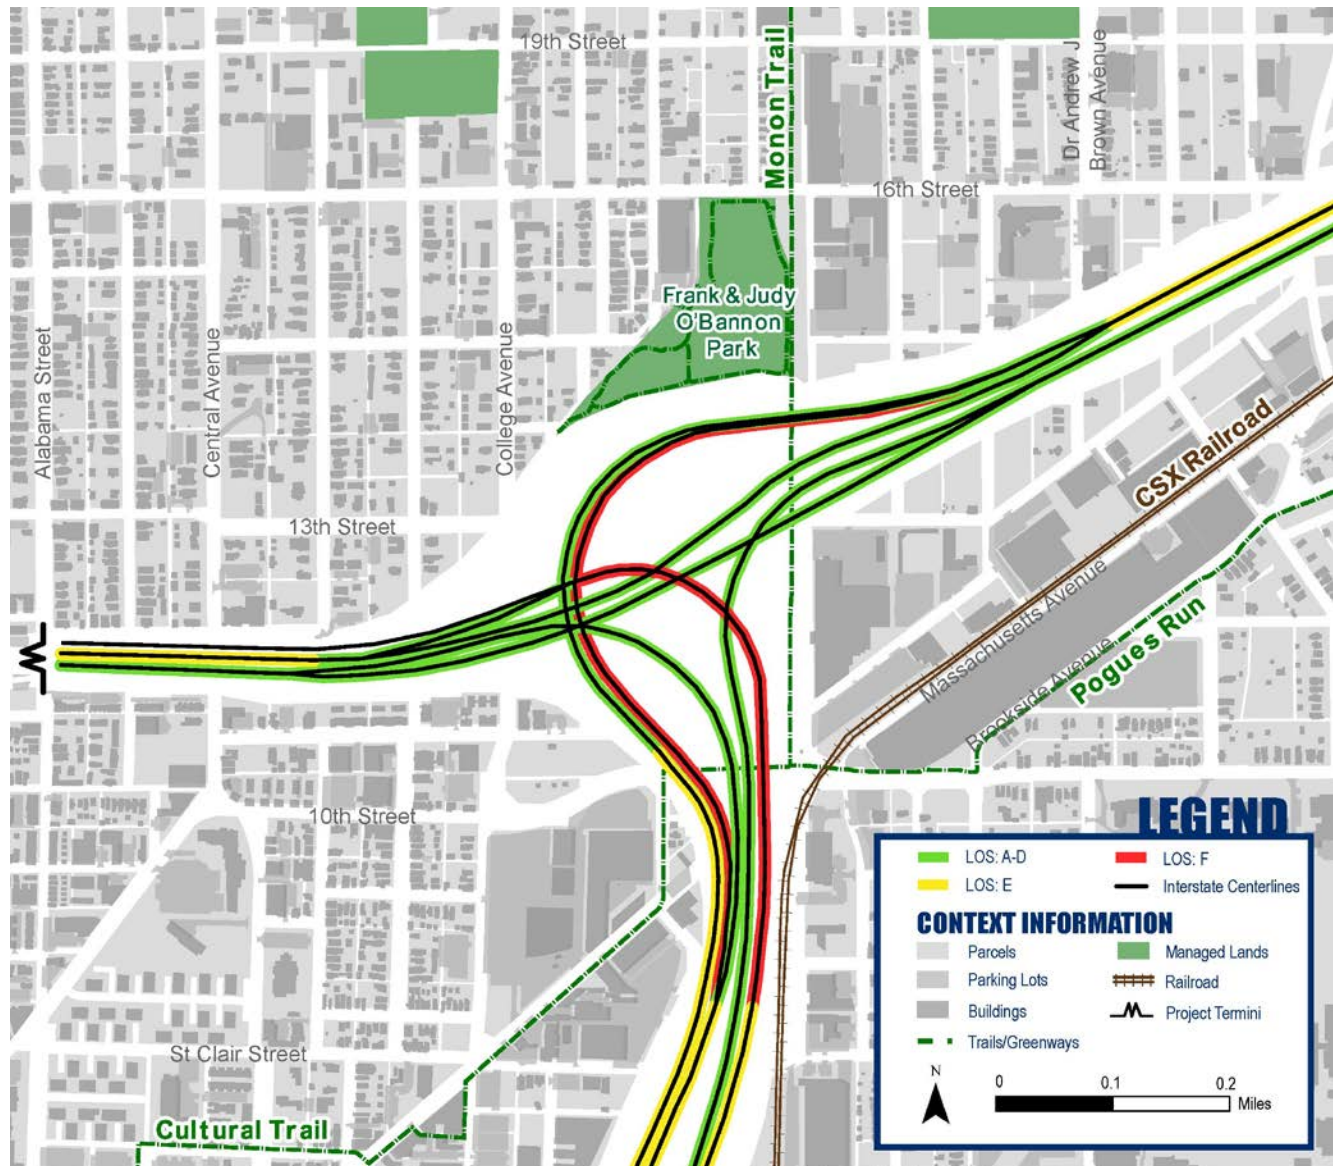 19th Street
Monon Trail
Dr Andrew J
Brown Avenue
16th Street
Frank & Judy
O'Bannon
Park
Alabama Street
Central Avenue
College Avenue
13th Street
CSX Railroad
Massachusetts Avenue
Brookside Avenue
Pogues Run
10th Street
St Clair Street
Cultural Trail
LEGEND
LOS: A-D
LOS: F
LOS: E
Interstate Centerlines
CONTEXT INFORMATION
Parcels
Managed Lands
Parking Lots
Railroad
Buildings
Project Termini
Trails/Greenways
N
0 0.1 0.2
Miles